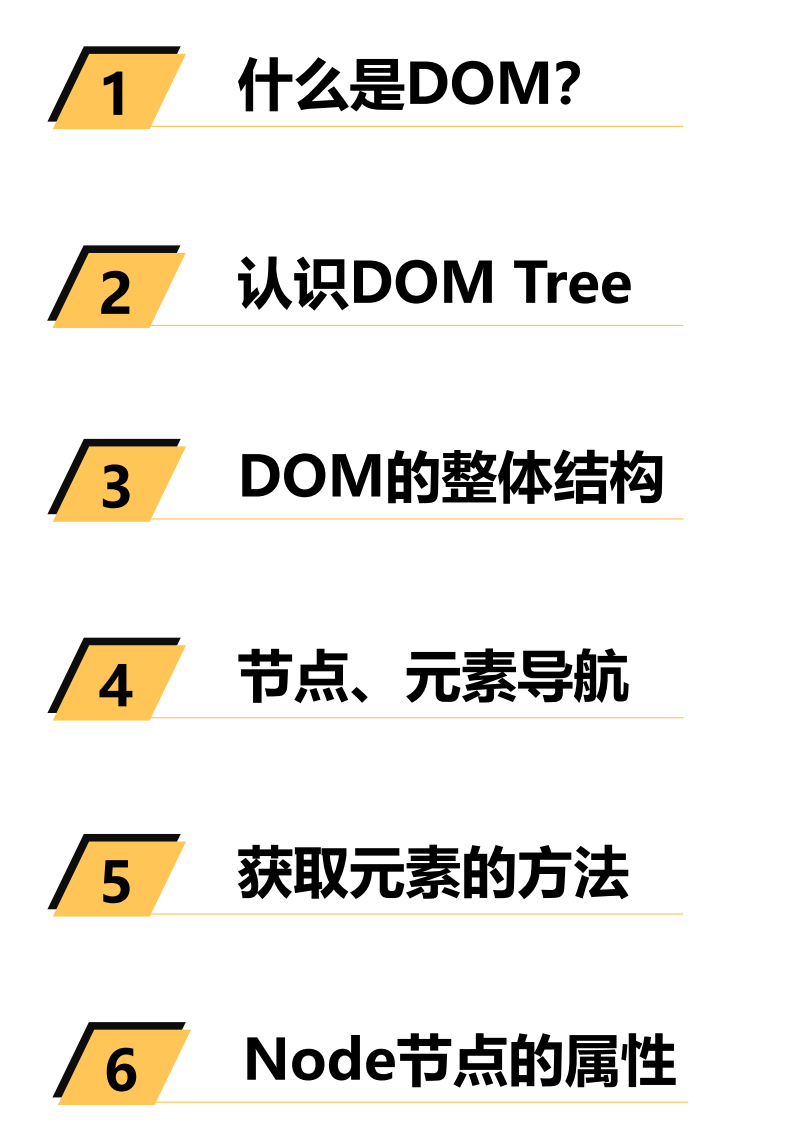 1 什么是DOM？
2 认识DOM Tree
3 DOM的整体结构
4 节点、元素导航
5 获取元素的方法
6 Node节点的属性